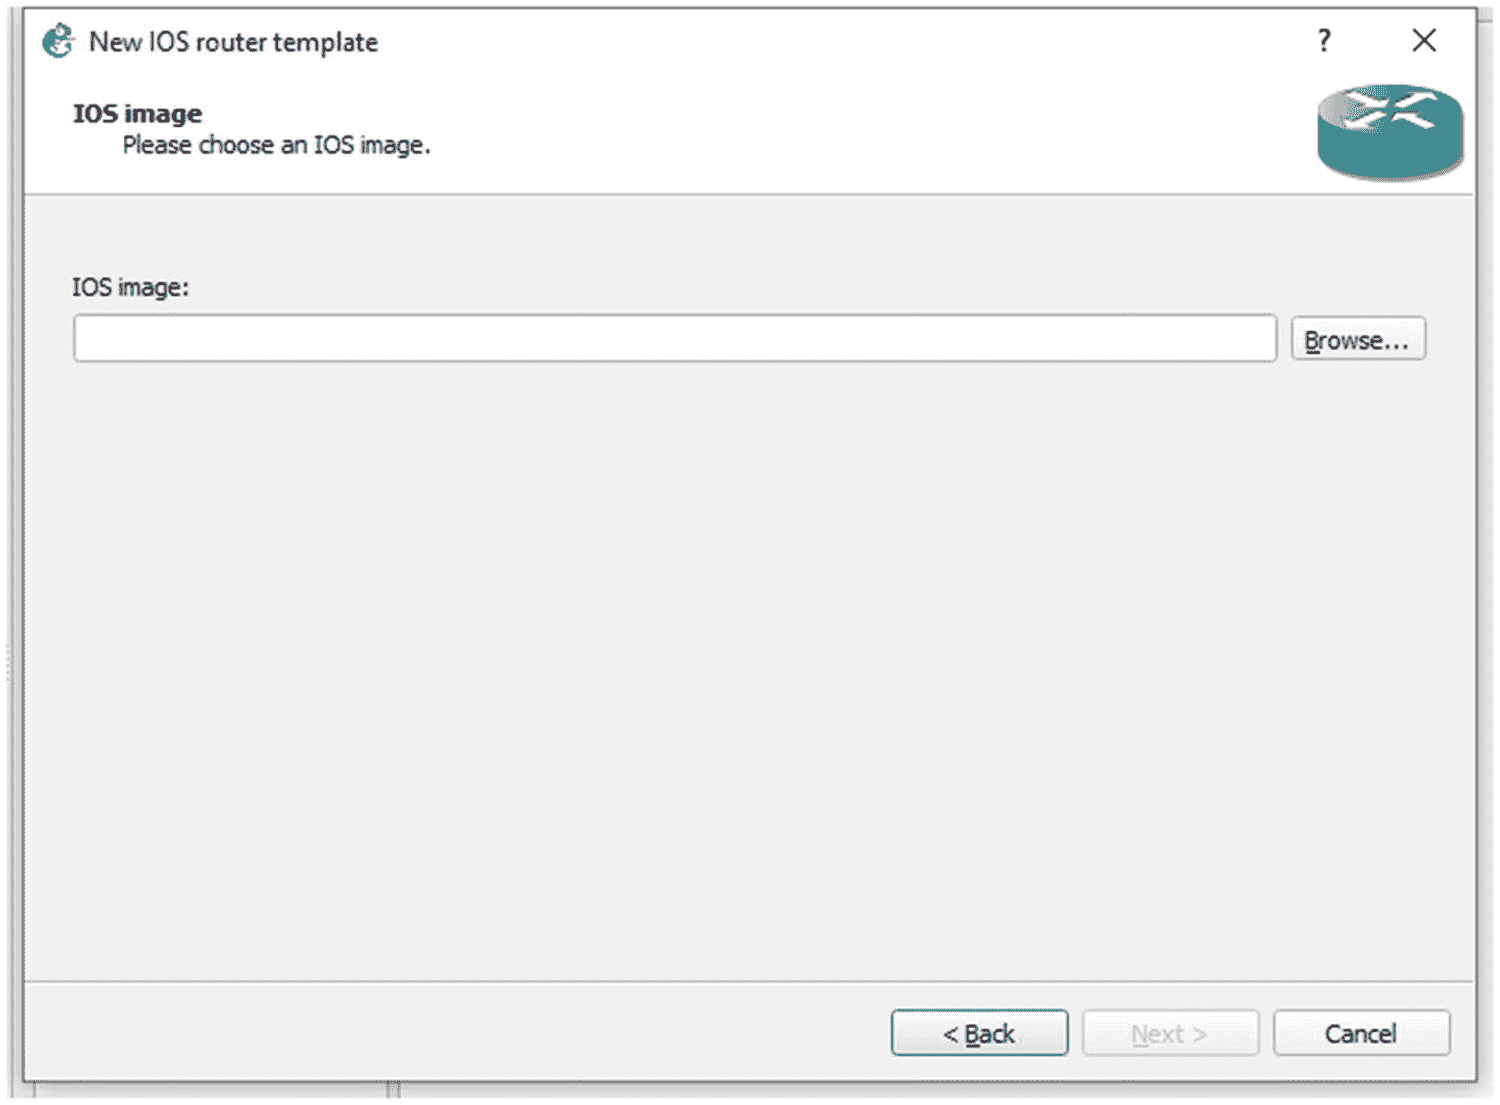 New IOS router template
?
IOS image
Please choose an IOS image.
IOS image:
Browse...
< Back
Next >
Cancel